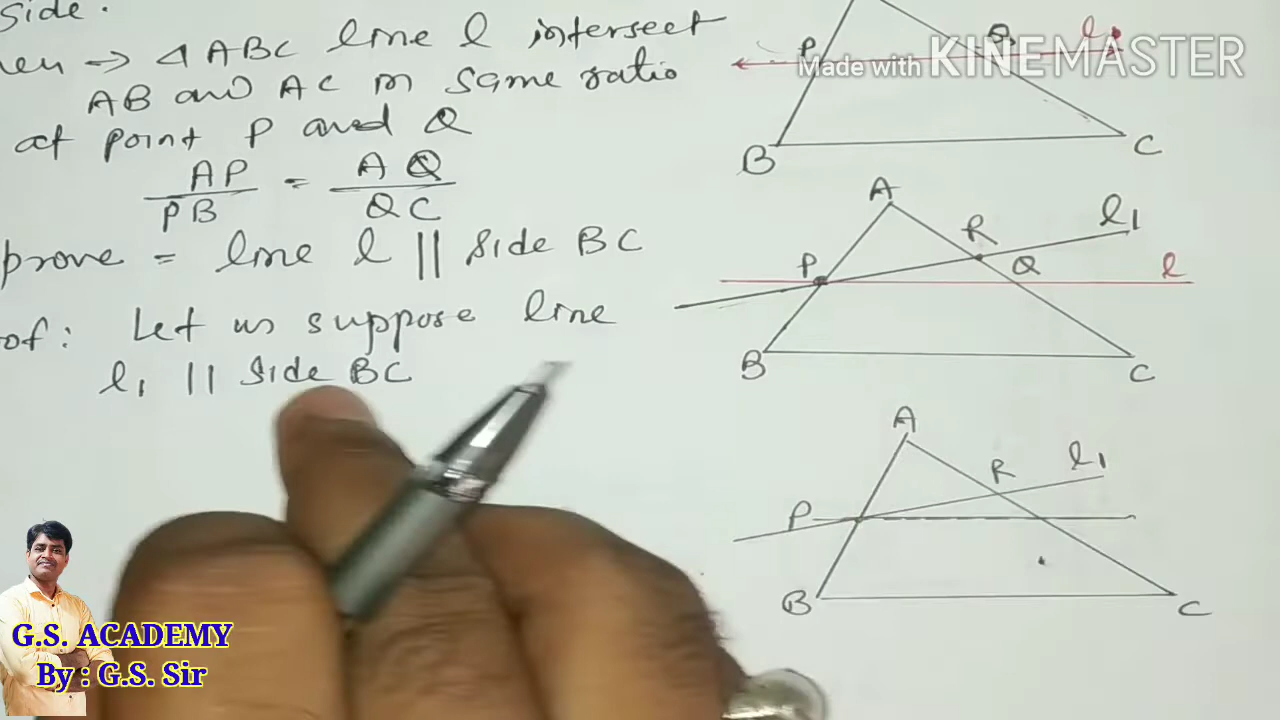 side.
→ ◁ ABC line l intersect
AB and AC in same ratio
at point P and Q
AP/PB = AQ/QC
prove = line l || side BC
of: Let us suppose line
l₁ || side BC
P
l
B
C
Made with KINEMASTER
A
R
l₁
P
Q
l
B
C
A
R
l₁
P
B
C
G.S. ACADEMY
By : G.S. Sir